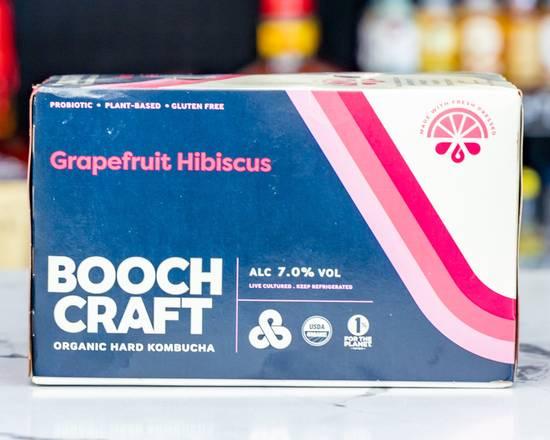 PROBIOTIC • PLANT-BASED • GLUTEN FREE
MADE WITH FRESH PRESSED
Grapefruit Hibiscus
BOOCH
CRAFT
ORGANIC HARD KOMBUCHA
ALC 7.0% VOL
LIVE CULTURED . KEEP REFRIGERATED
USDA
ORGANIC
1%
FOR THE
PLANET